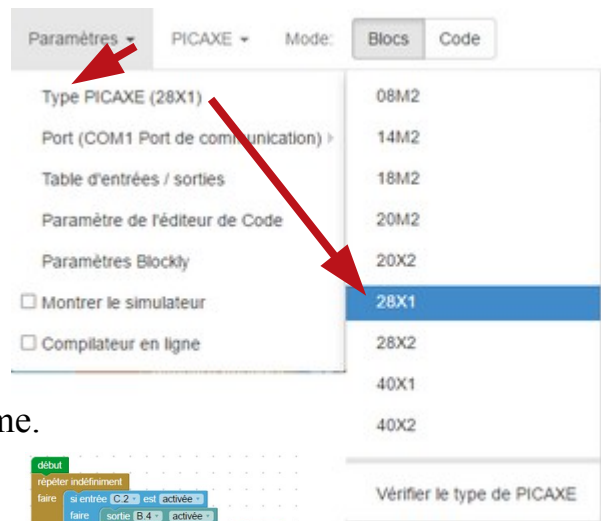 Paramètres PICAXE Mode: Blocs Code
Type PICAXE (28X1)
Port (COM1 Port de communication)
Table d'entrées / sorties
Paramètre de l'éditeur de Code
Paramètres Blockly
Montrer le simulateur
Compilateur en ligne
08M2
14M2
18M2
20M2
20X2
28X1
28X2
40X1
40X2
Vérifier le type de PICAXE
me.
début
répéter indéfiniment
faire si entrée C.2 est activée
faire sortie B.4 activée